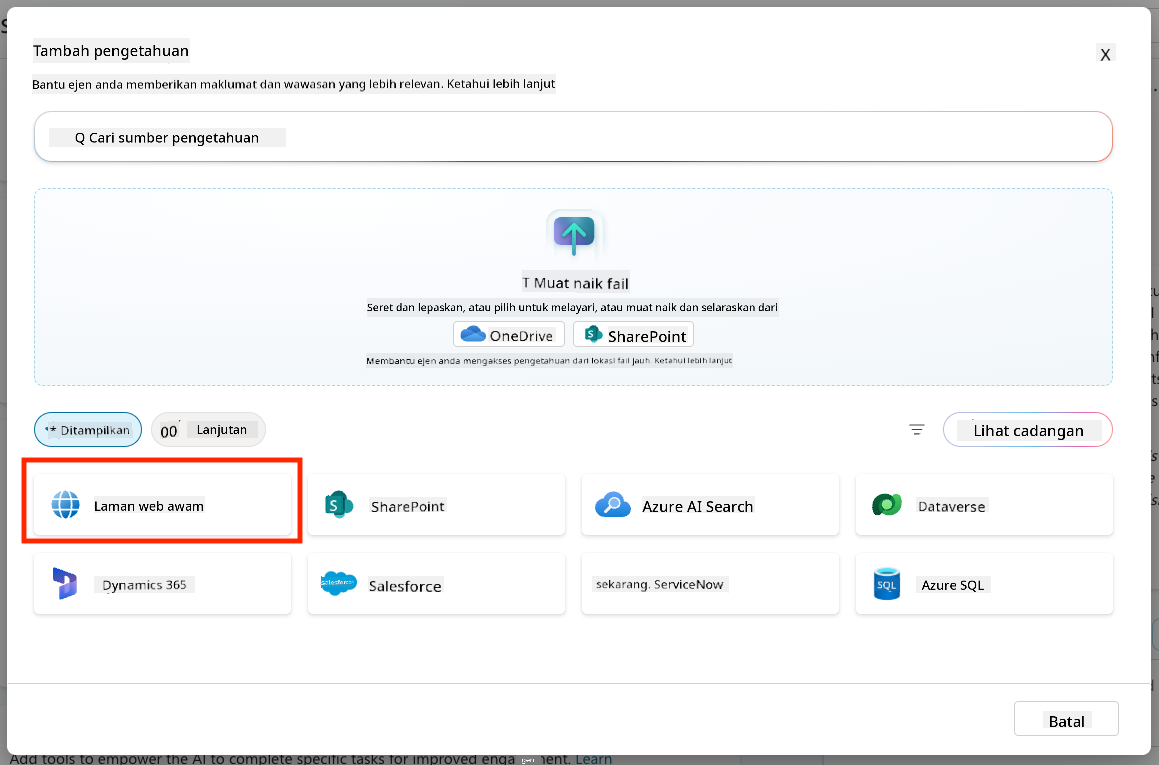 Tambah pengetahuan
X
Bantu ejen anda memberikan maklumat dan wawasan yang lebih relevan. Ketahui lebih lanjut
Q Cari sumber pengetahuan
T Muat naik fail
Seret dan lepaskan, atau pilih untuk melayari, atau muat naik dan selaraskan dari
OneDrive
S SharePoint
Membantu ejen anda mengakses pengetahuan dari lokasi fail jauh. Ketahui lebih lanjut
* Ditampilkan
00 Lanjutan
Lihat cadangan
Laman web awam
S SharePoint
Azure AI Search
Dataverse
Dynamics 365
salesforce Salesforce
sekarang. ServiceNow
SQL Azure SQL
Batal
Add tools to empower the AI to complete specific tasks for improved enga gen nent. Learn